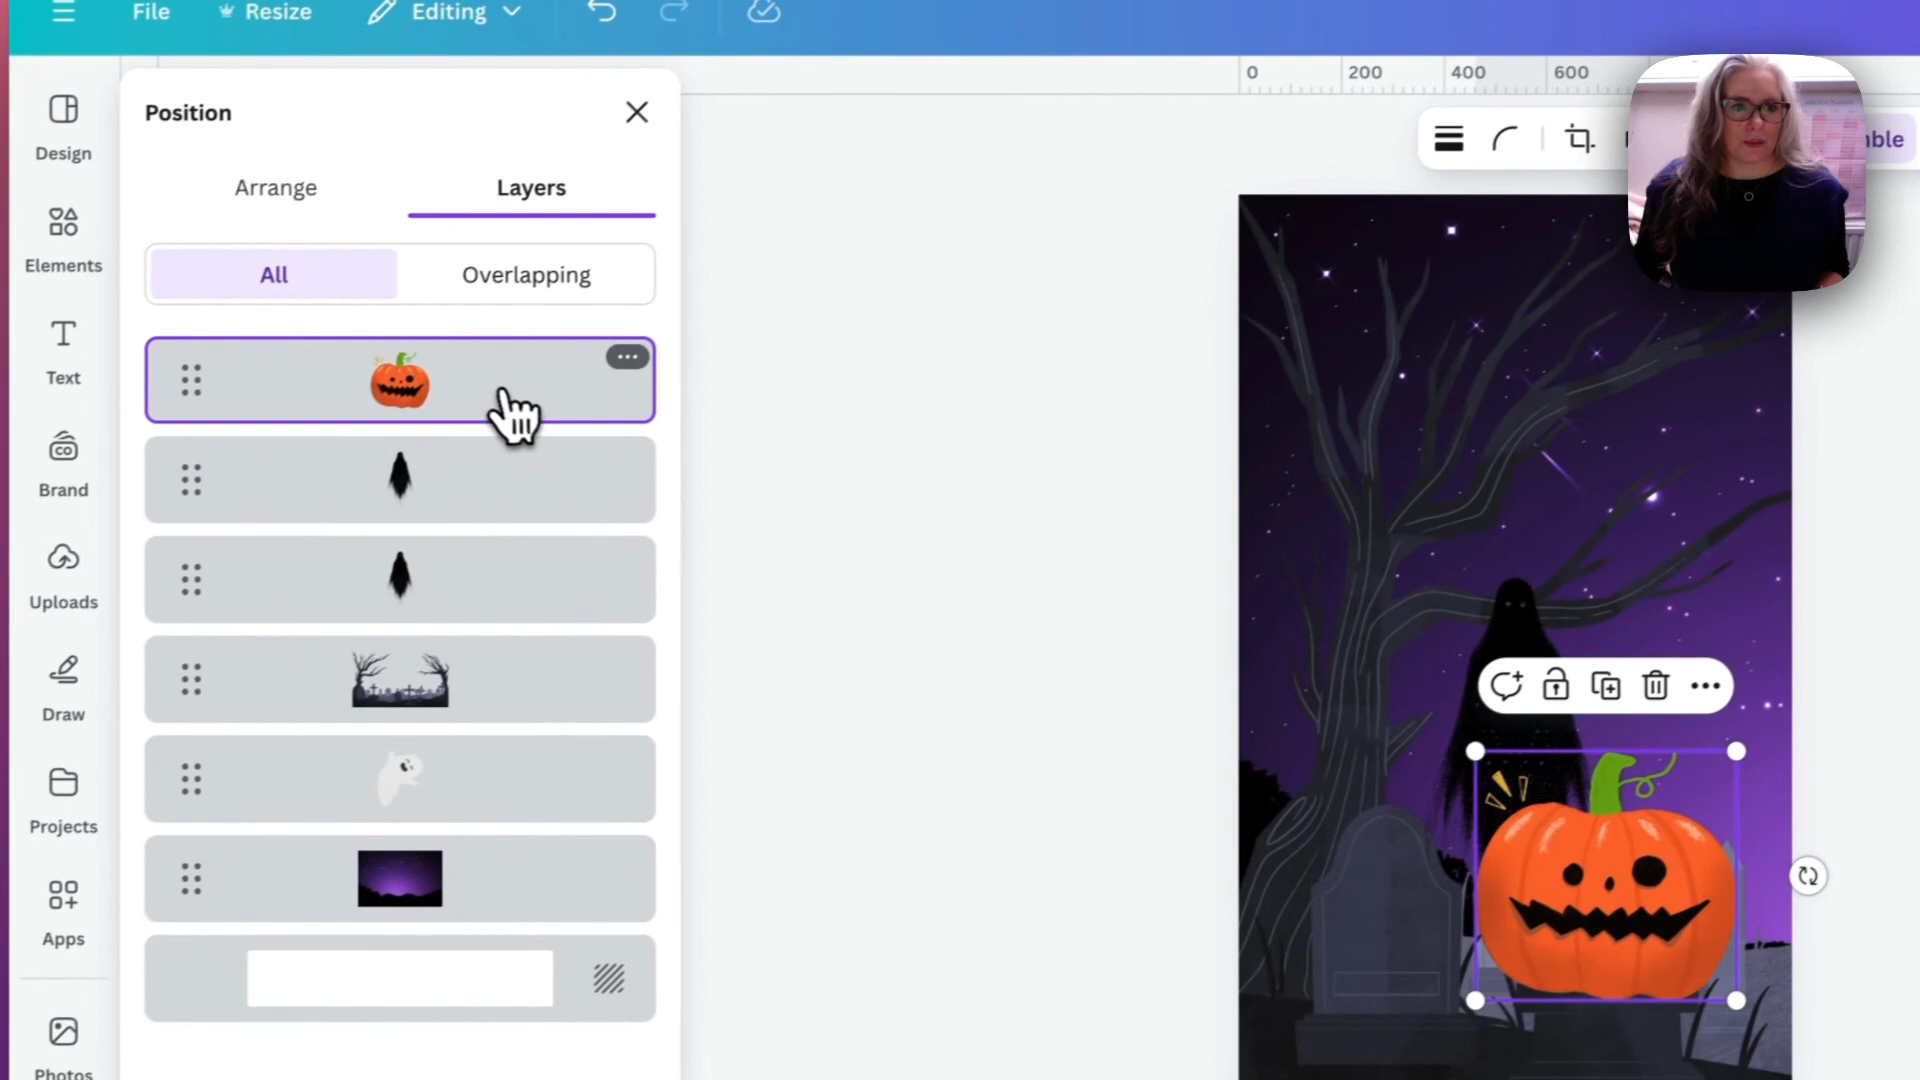 File
Resize
Editing
Design
Elements
Text
Brand
Uploads
Draw
Projects
Apps
Photos
Position
Arrange
Layers
All
Overlapping
0
200
400
600